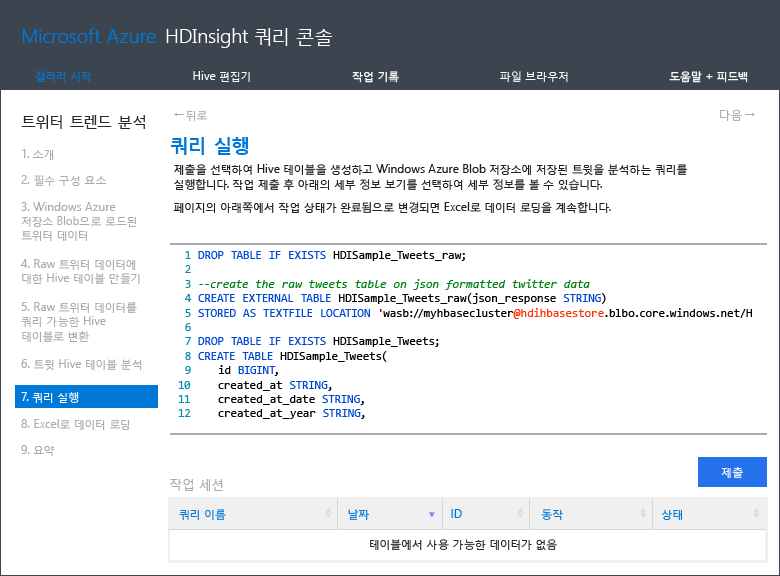 Microsoft Azure HDInsight 쿼리 콘솔
갤러리 시작 Hive 편집기 작업 기록 파일 브라우저 도움말 + 피드백
트위터 트렌드 분석
1. 소개
2. 필수 구성 요소
3. Windows Azure
저장소 Blob으로 로드된
트위터 데이터
4. Raw 트위터 데이터에
대한 Hive 테이블 만들기
5. Raw 트위터 데이터를
쿼리 가능한 Hive
테이블로 변환
6. 트윗 Hive 테이블 분석
7. 쿼리 실행
8. Excel로 데이터 로딩
9. 요약
←뒤로 다음→
쿼리 실행
제출을 선택하여 Hive 테이블을 생성하고 Windows Azure Blob 저장소에 저장된 트윗을 분석하는 쿼리를
실행합니다. 작업 제출 후 아래의 세부 정보 보기를 선택하여 세부 정보를 볼 수 있습니다.
페이지의 아래쪽에서 작업 상태가 완료됨으로 변경되면 Excel로 데이터 로딩을 계속합니다.
1 DROP TABLE IF EXISTS HDISample_Tweets_raw;
2
3 --create the raw tweets table on json formatted twitter data
4 CREATE EXTERNAL TABLE HDISample_Tweets_raw(json_response STRING)
5 STORED AS TEXTFILE LOCATION 'wasb://myhbasecluster@hdihbasestore.blbo.core.windows.net/H
6
7 DROP TABLE IF EXISTS HDISample_Tweets;
8 CREATE TABLE HDISample_Tweets(
9 id BIGINT,
10 created_at STRING,
11 created_at_date STRING,
12 created_at_year STRING,
제출
작업 세션
쿼리 이름 날짜 ID 동작 상태
테이블에서 사용 가능한 데이터가 없음